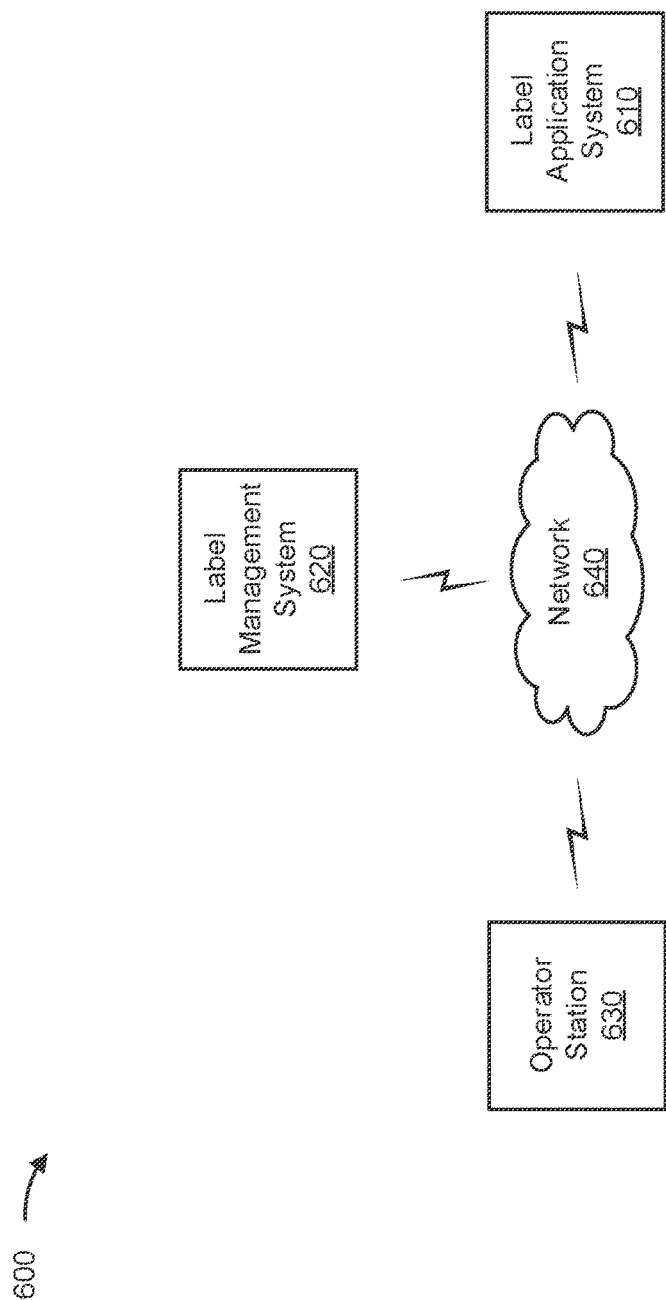 600
Label
Management
System
620
Operator
Station
630
Network
640
Label
Application
System
610